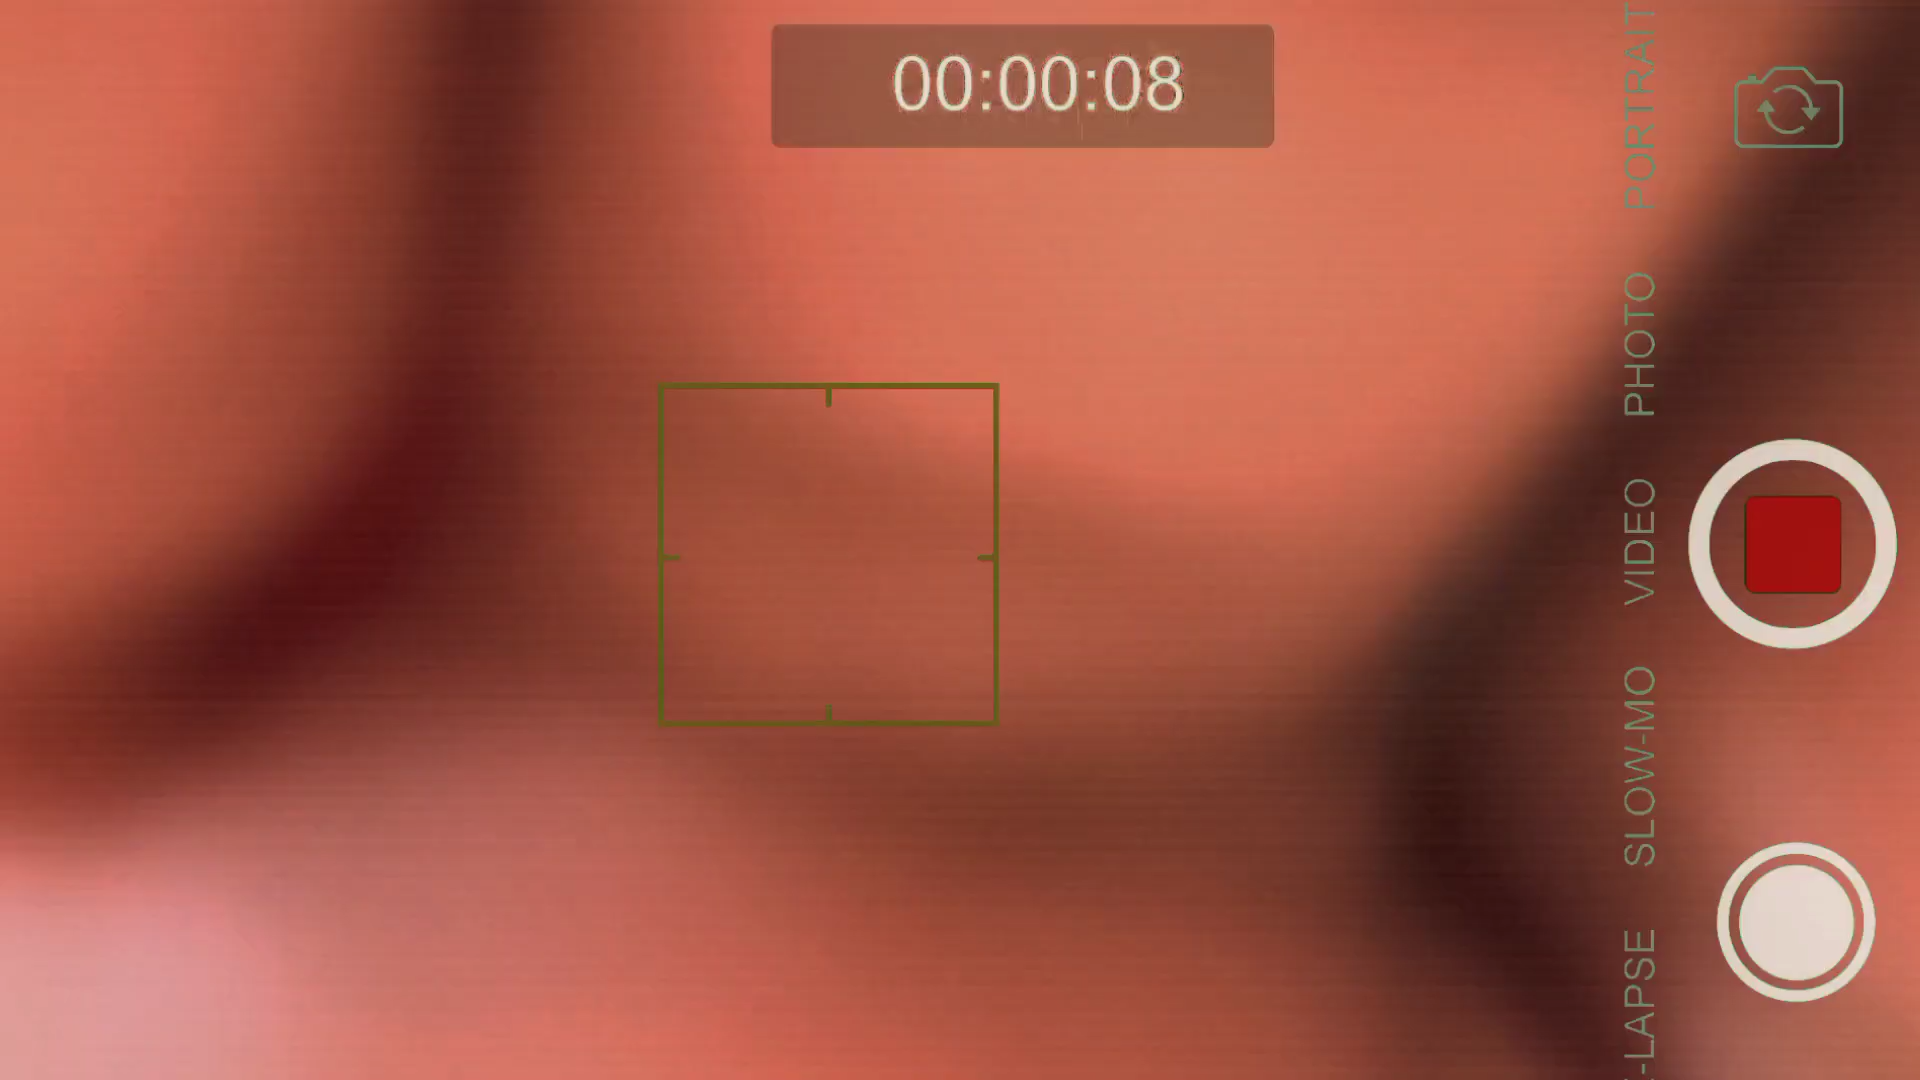 00:00:08
PORTRAIT
PHOTO
VIDEO
SLOW-MO
-LAPSE